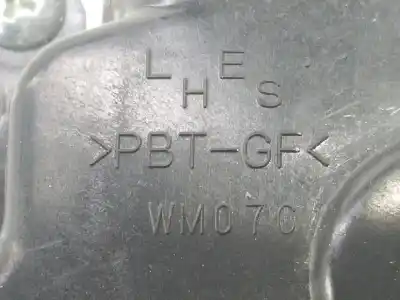 L E
H S
>PBT-GF<
WM07C